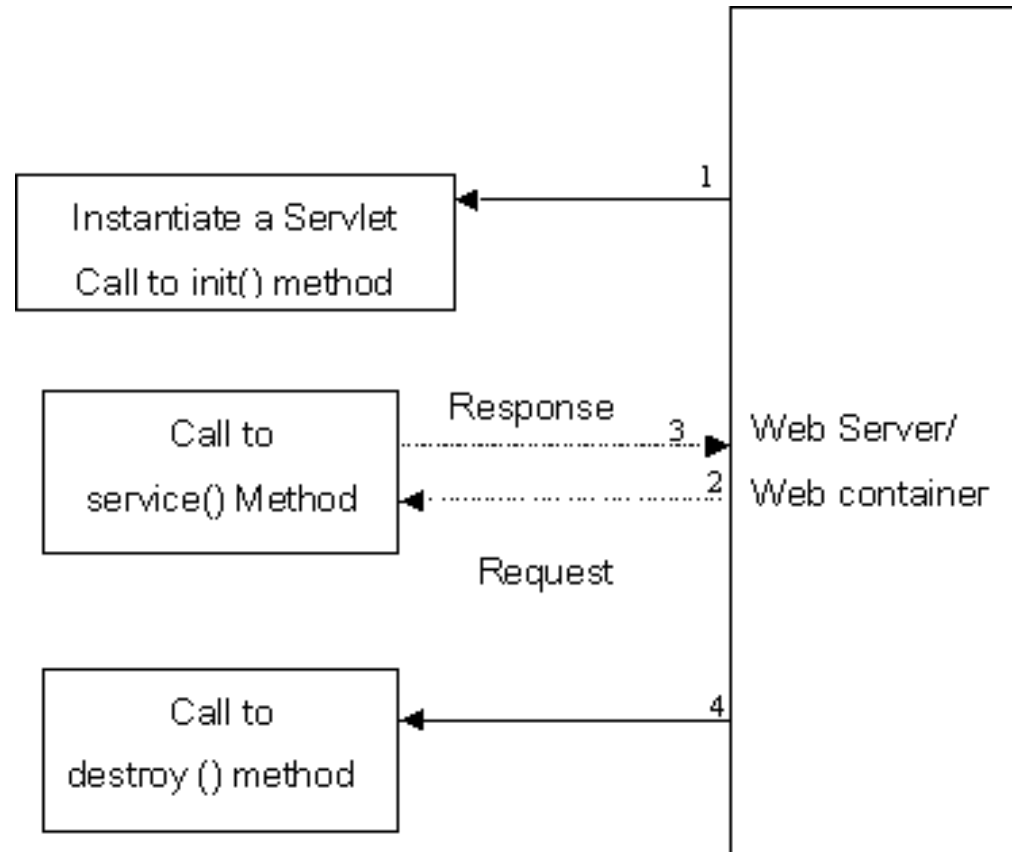 1
Instantiate a Servlet
Call to init() method
Response
3
Call to
service() Method
2
Web Server/
Web container
Request
4
Call to
destroy () method